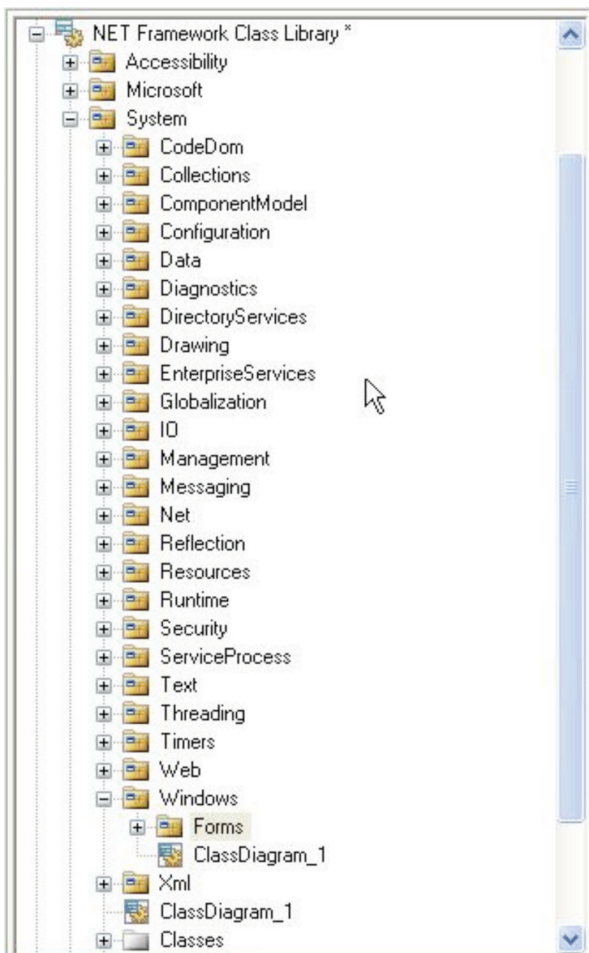 NET Framework Class Library *
Accessibility
Microsoft
System
CodeDom
Collections
ComponentModel
Configuration
Data
Diagnostics
DirectoryServices
Drawing
EnterpriseServices
Globalization
IO
Management
Messaging
Net
Reflection
Resources
Runtime
Security
ServiceProcess
Text
Threading
Timers
Web
Windows
Forms
ClassDiagram_1
Xml
ClassDiagram_1
Classes